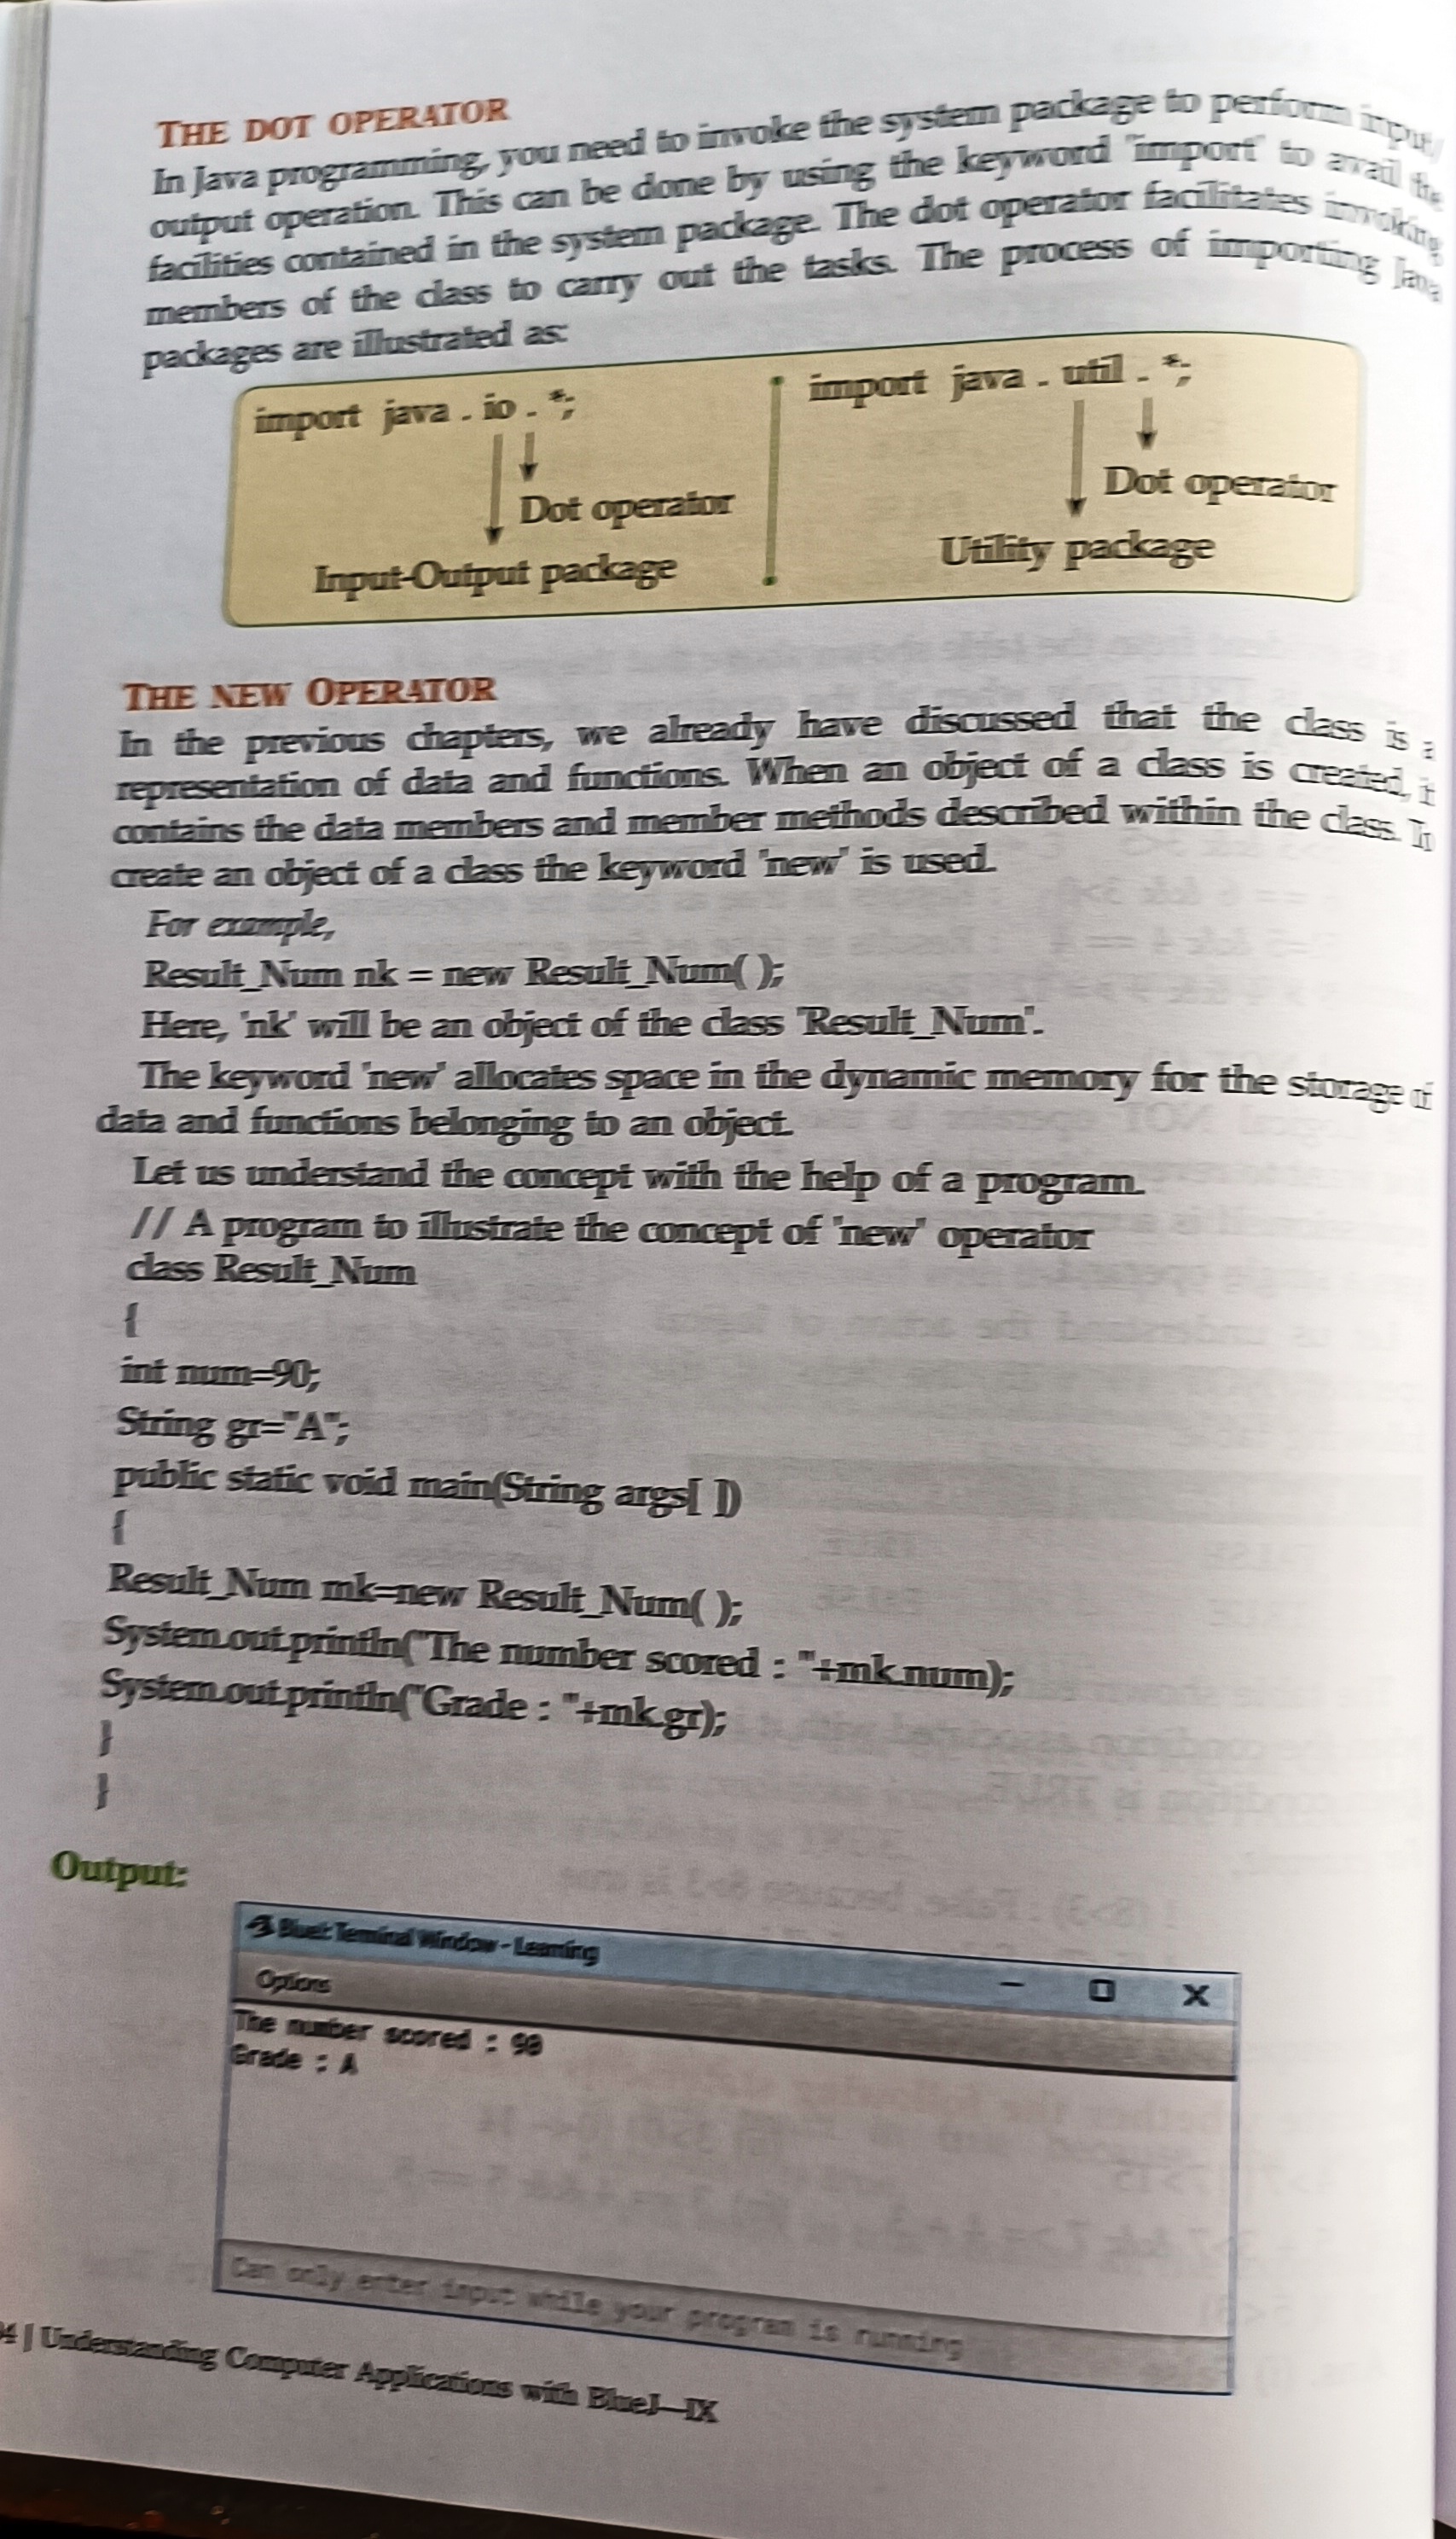 THE DOT OPERATOR
In Java programming, you need to invoke the system package to perform input/
output operation. This can be done by using the keyword "import" to avail the
facilities contained in the system package. The dot operator facilitates invoking
members of the class to carry out the tasks. The process of importing Java
packages are illustrated as:
import java . io . *;
Dot operator
Input-Output package
import java . util . *;
Dot operator
Utility package
THE NEW OPERATOR
In the previous chapters, we already have discussed that the class is a
representation of data and functions. When an object of a class is created, it
contains the data members and member methods described within the class. To
create an object of a class the keyword 'new' is used.
For example,
Result_Num nk = new Result_Num( );
Here, 'nk' will be an object of the class 'Result_Num'.
The keyword 'new' allocates space in the dynamic memory for the storage of
data and functions belonging to an object.
Let us understand the concept with the help of a program.
// A program to illustrate the concept of 'new' operator
class Result_Num
{
int num=90;
String gr="A";
public static void main(String args[ ])
{
Result_Num mk=new Result_Num( );
System.out.println("The number scored : "+mk.num);
System.out.println("Grade : "+mk.gr);
}
}
Output:
BlueJ: Terminal Window - Learning
Options
The number scored : 90
Grade : A
Can only enter input while your program is running
4 | Understanding Computer Applications with BlueJ—IX